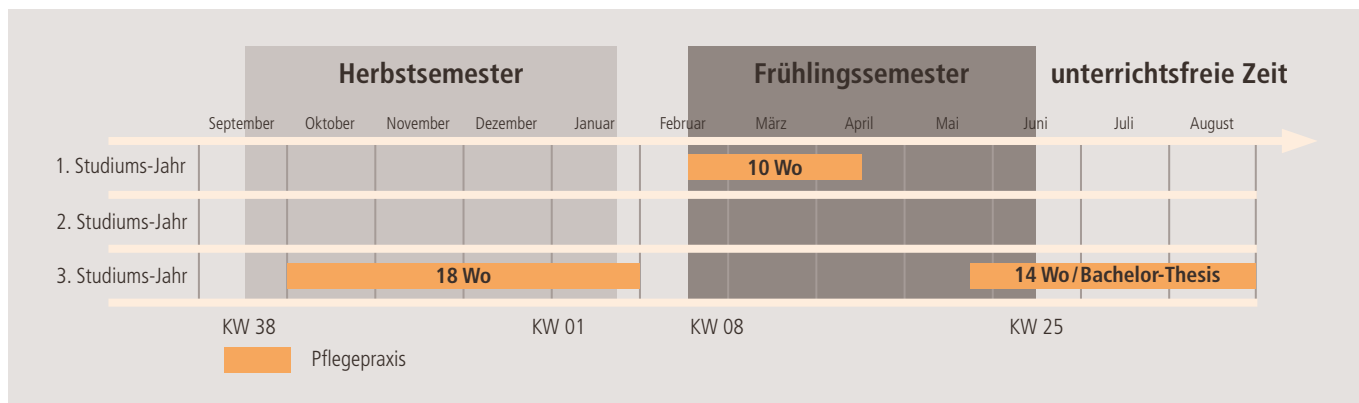 Herbstsemester Frühlingssemester unterrichtsfreie Zeit
September Oktober November Dezember Januar Februar März April Mai Juni Juli August
1. Studiums-Jahr 10 Wo
2. Studiums-Jahr
3. Studiums-Jahr 18 Wo 14 Wo/Bachelor-Thesis
KW 38 KW 01 KW 08 KW 25
Pflegepraxis